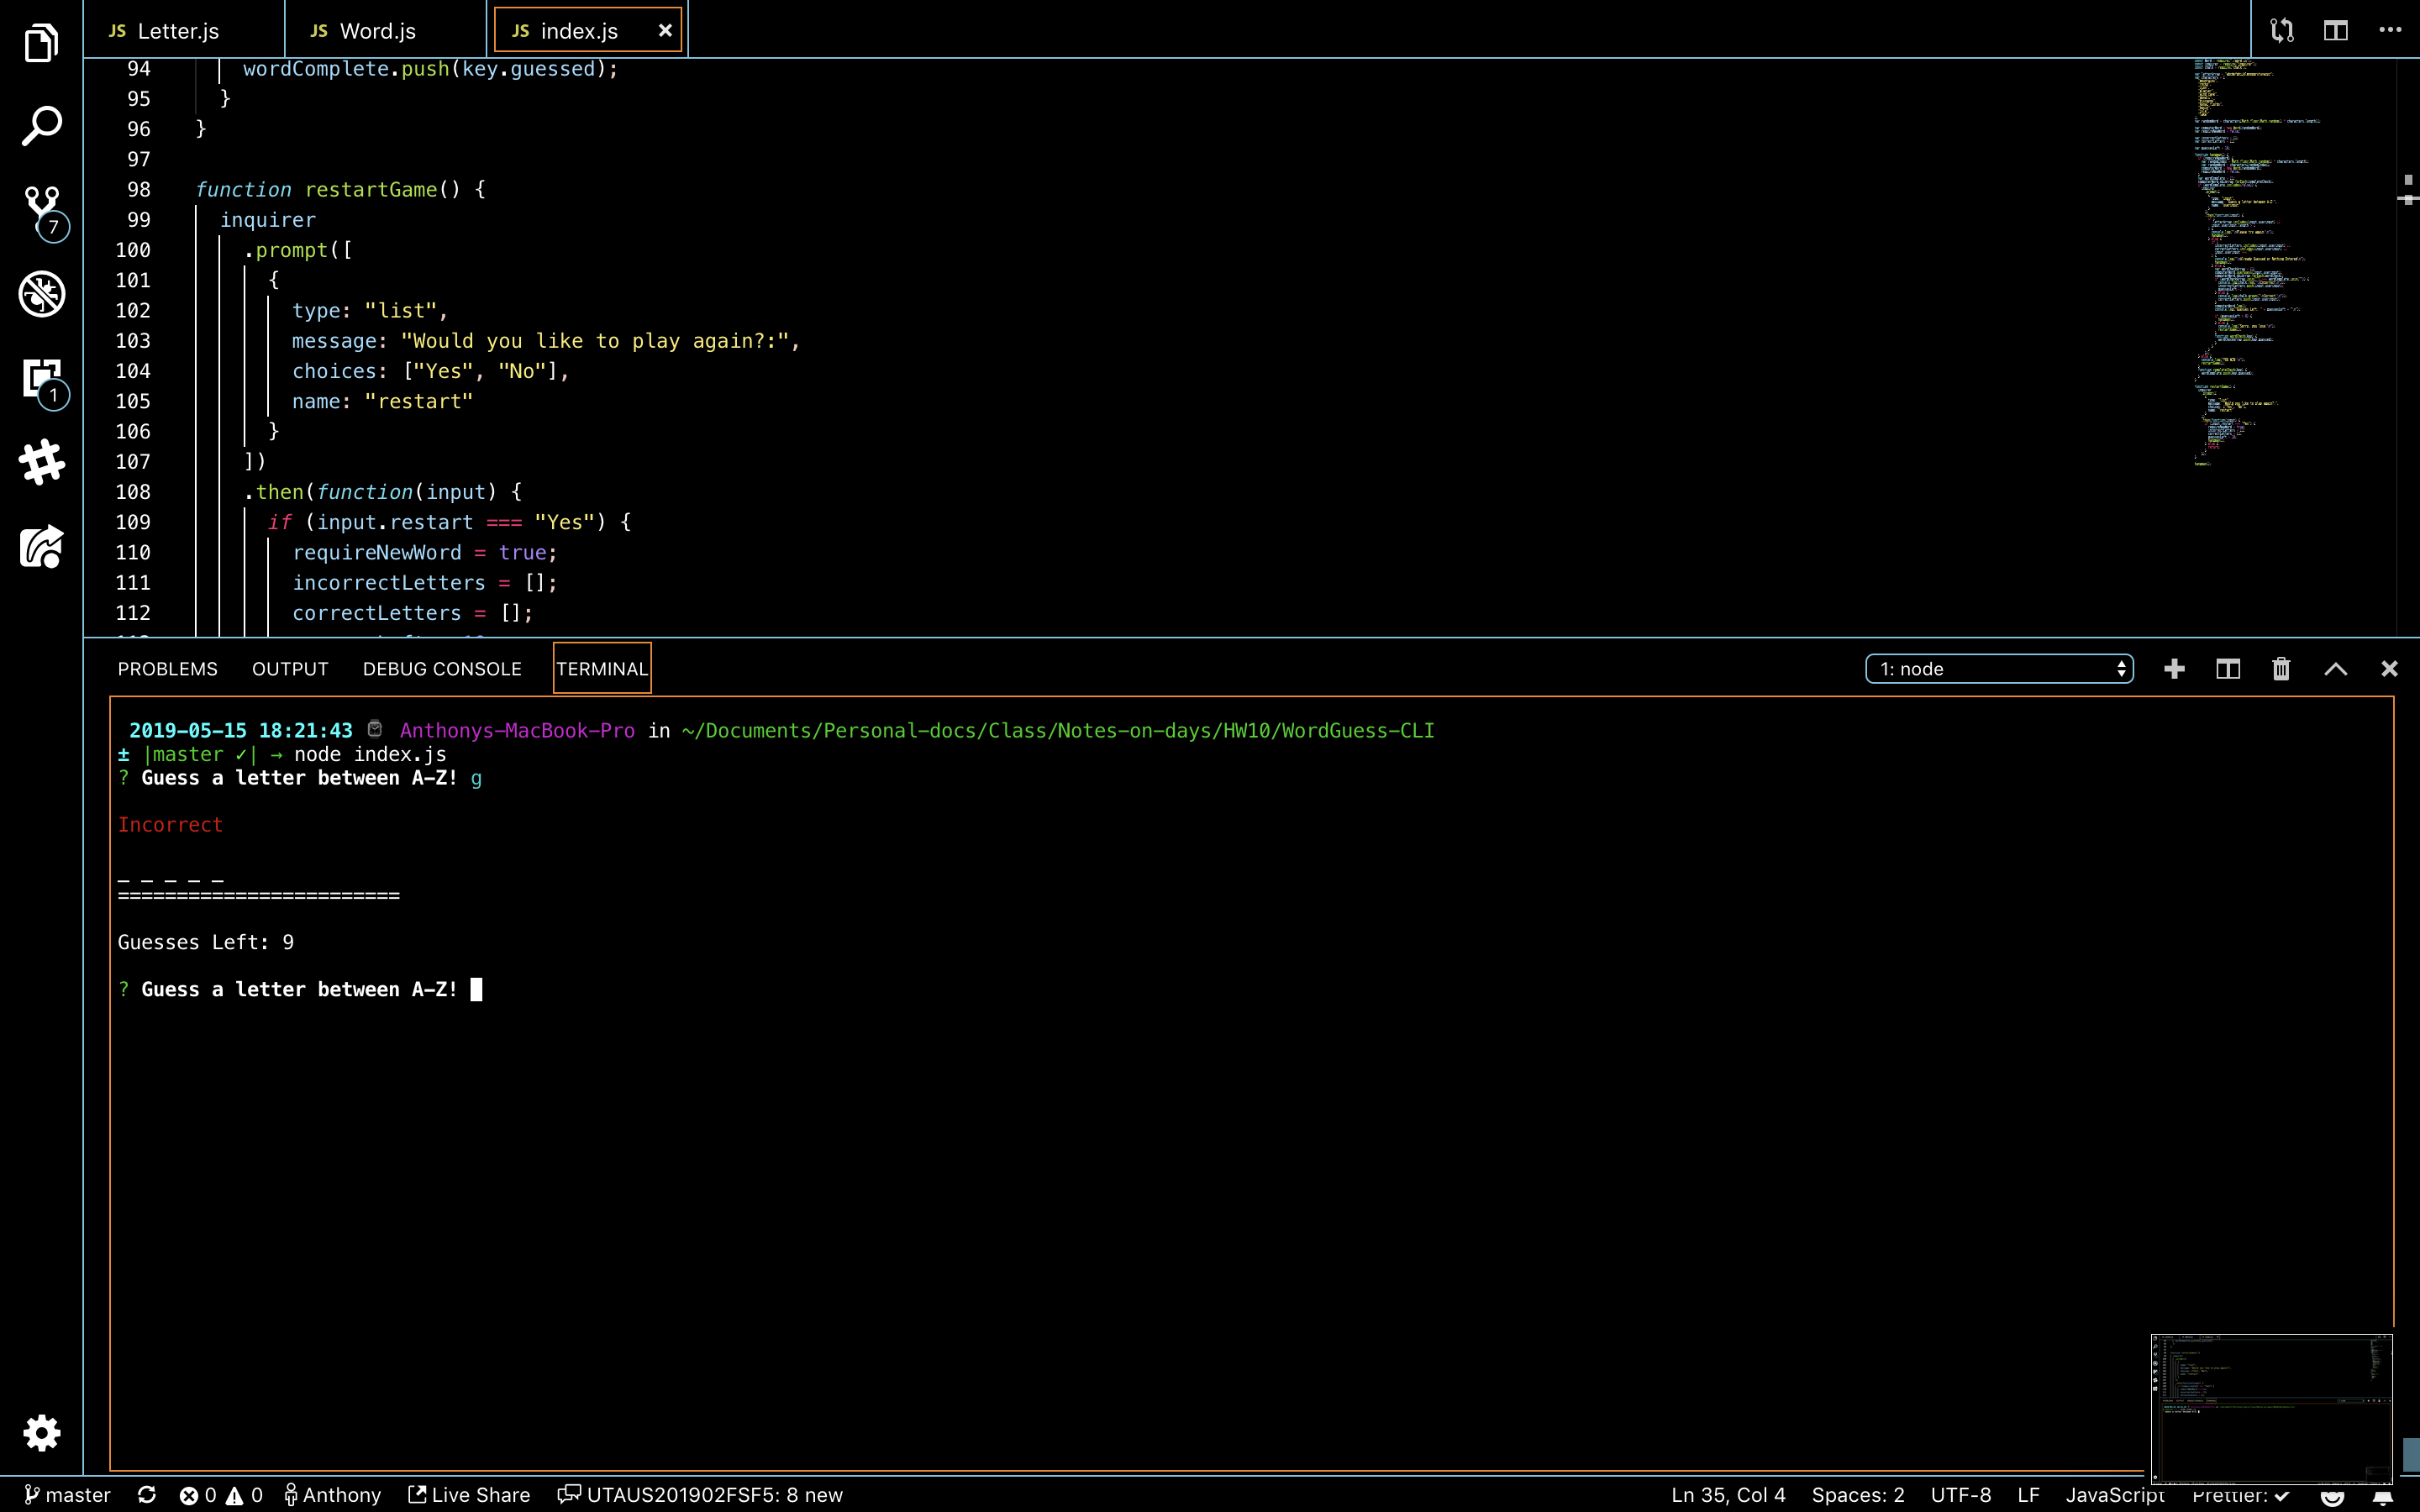 JS Letter.js JS Word.js JS index.js
94 wordComplete.push(key.guessed);
95 }
96 }
97
98 function restartGame() {
99 inquirer
100 .prompt([
101 {
102 type: "list",
103 message: "Would you like to play again?:",
104 choices: ["Yes", "No"],
105 name: "restart"
106 }
107 ])
108 .then(function(input) {
109 if (input.restart === "Yes") {
110 requireNewWord = true;
111 incorrectLetters = [];
112 correctLetters = [];
7
1
PROBLEMS OUTPUT DEBUG CONSOLE TERMINAL 1: node
2019-05-15 18:21:43 Anthonys-MacBook-Pro in ~/Documents/Personal-docs/Class/Notes-on-days/HW10/WordGuess-CLI
± |master ✓| → node index.js
? Guess a letter between A-Z! g
Incorrect
_ _ _ _ _
========================
Guesses Left: 9
? Guess a letter between A-Z!
master 0 0 Anthony Live Share UTAUS201902FSF5: 8 new Ln 35, Col 4 Spaces: 2 UTF-8 LF JavaScript Prettier: ✓